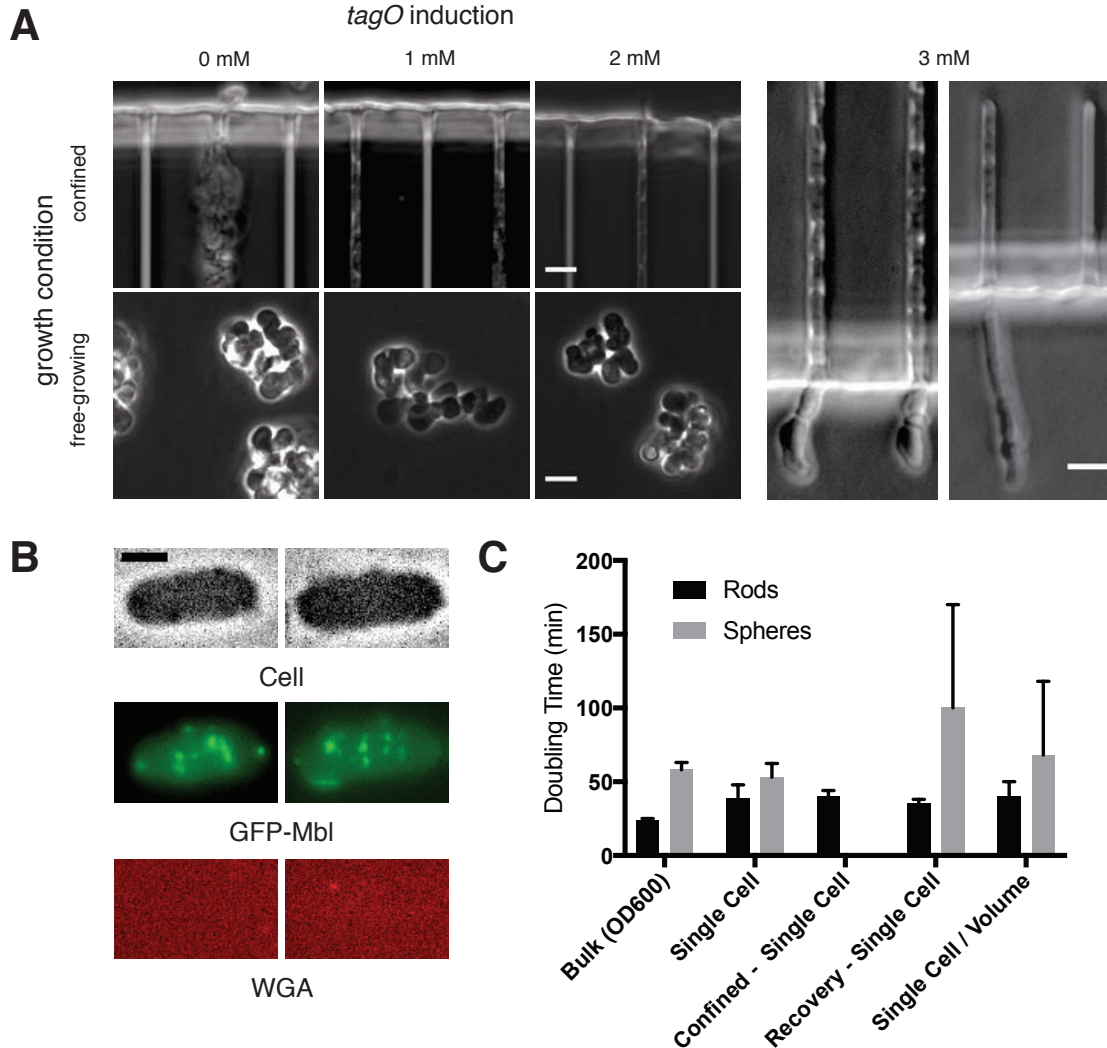 A
tagO induction
0 mM
1 mM
2 mM
3 mM
growth condition
confined
free-growing
B
Cell
GFP-Mbl
WGA
C
Doubling Time (min)
200
150
100
50
0
Rods
Spheres
Bulk (OD600)
Single Cell
Confined - Single Cell
Recovery - Single Cell
Single Cell / Volume